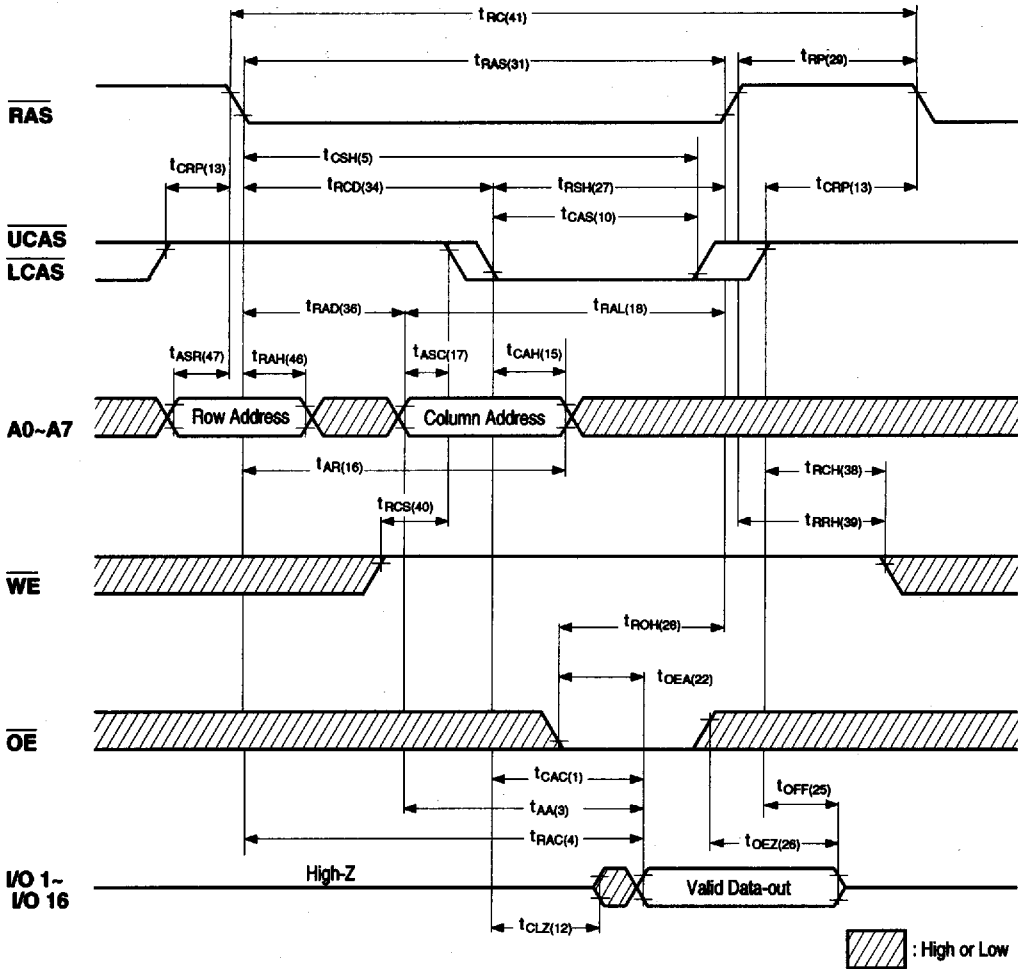 tRC(41)
tRAS(31)
tRP(29)
RAS
tCSH(5)
tCRP(13)
tRCD(34)
tRSH(27)
tCRP(13)
tCAS(10)
UCAS
LCAS
tRAD(36)
tRAL(18)
tASR(47)
tRAH(46)
tASC(17)
tCAH(15)
Row Address
Column Address
A0~A7
tAR(16)
tRCH(38)
tRCS(40)
tRRH(39)
WE
tROH(28)
tOEA(22)
OE
tCAC(1)
tOFF(25)
tAA(3)
tRAC(4)
tOEZ(26)
I/O 1~
I/O 16
High-Z
Valid Data-out
tCLZ(12)
: High or Low